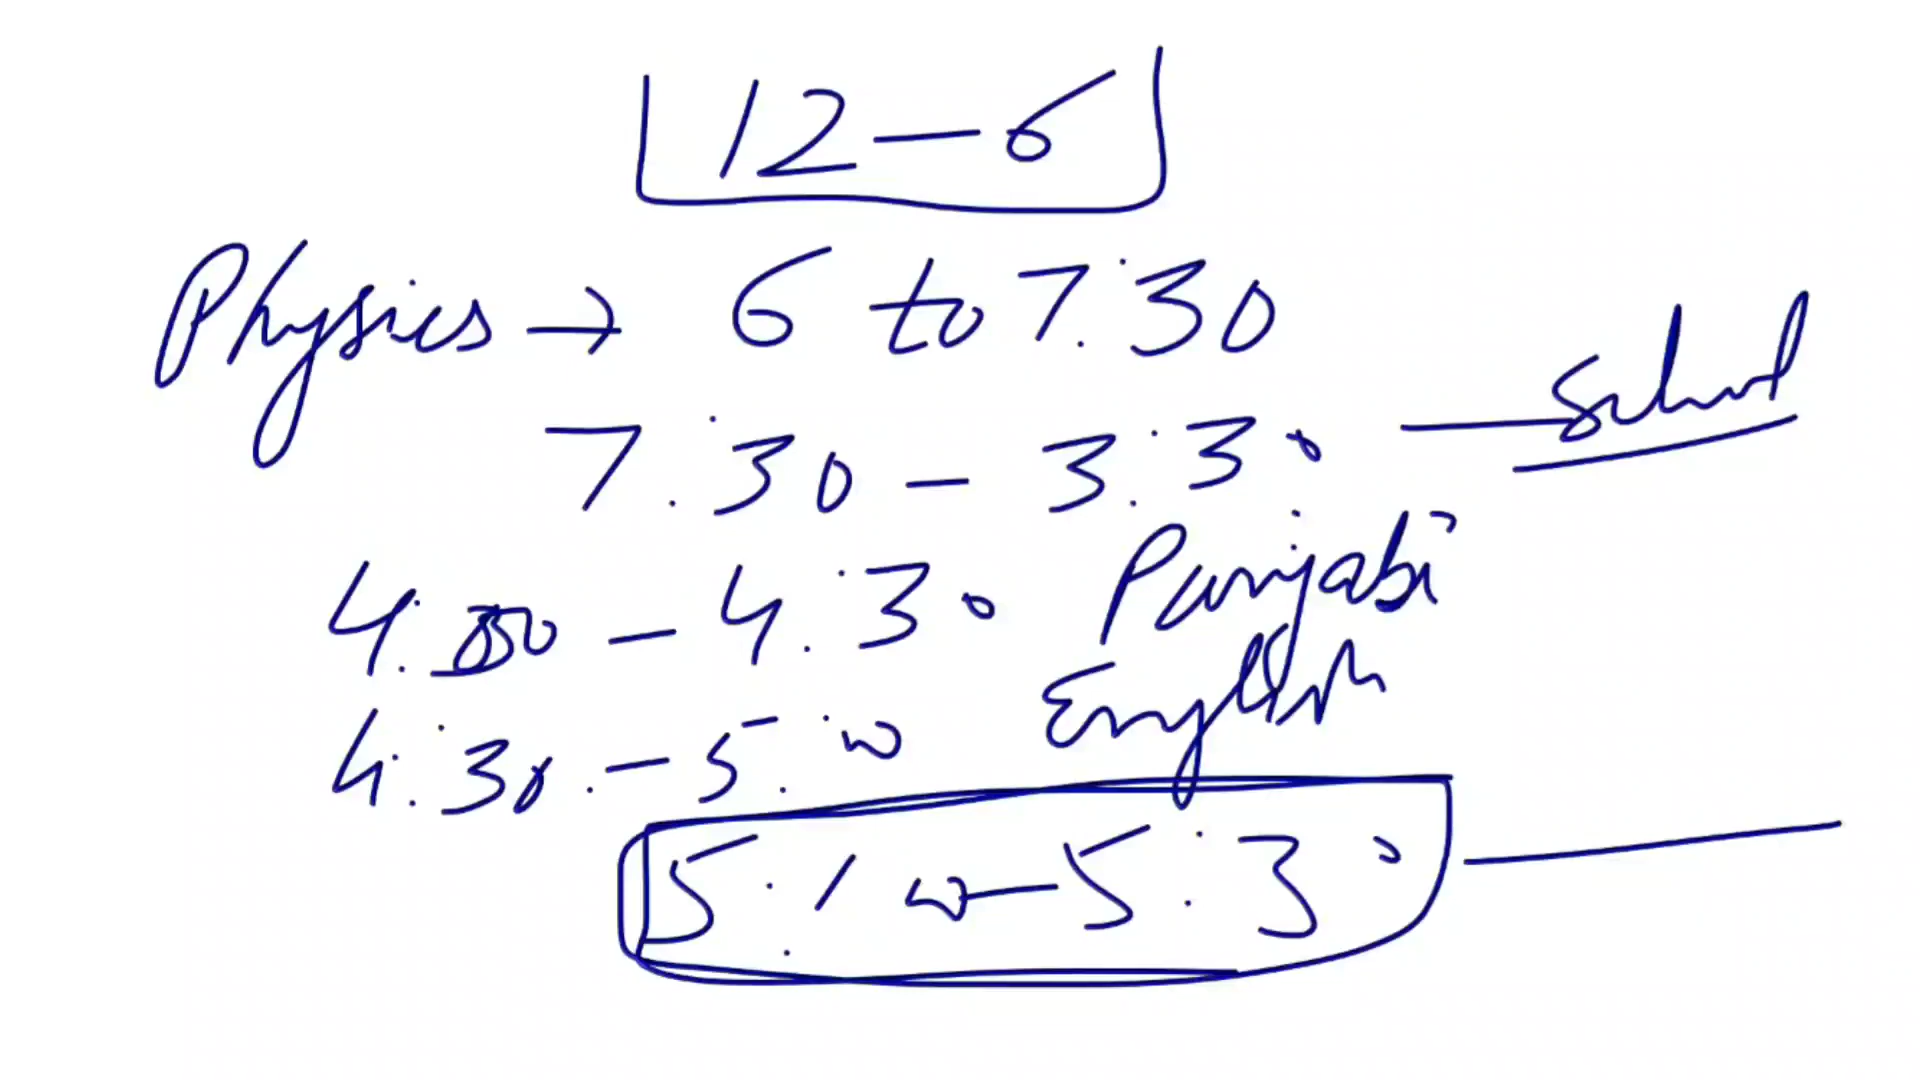 12-6
Physics → 6 to 7:30
7:30 - 3:30 — School
4:00 - 4:30 Punjabi
4:30 - 5:00 English
5:00 - 5:30